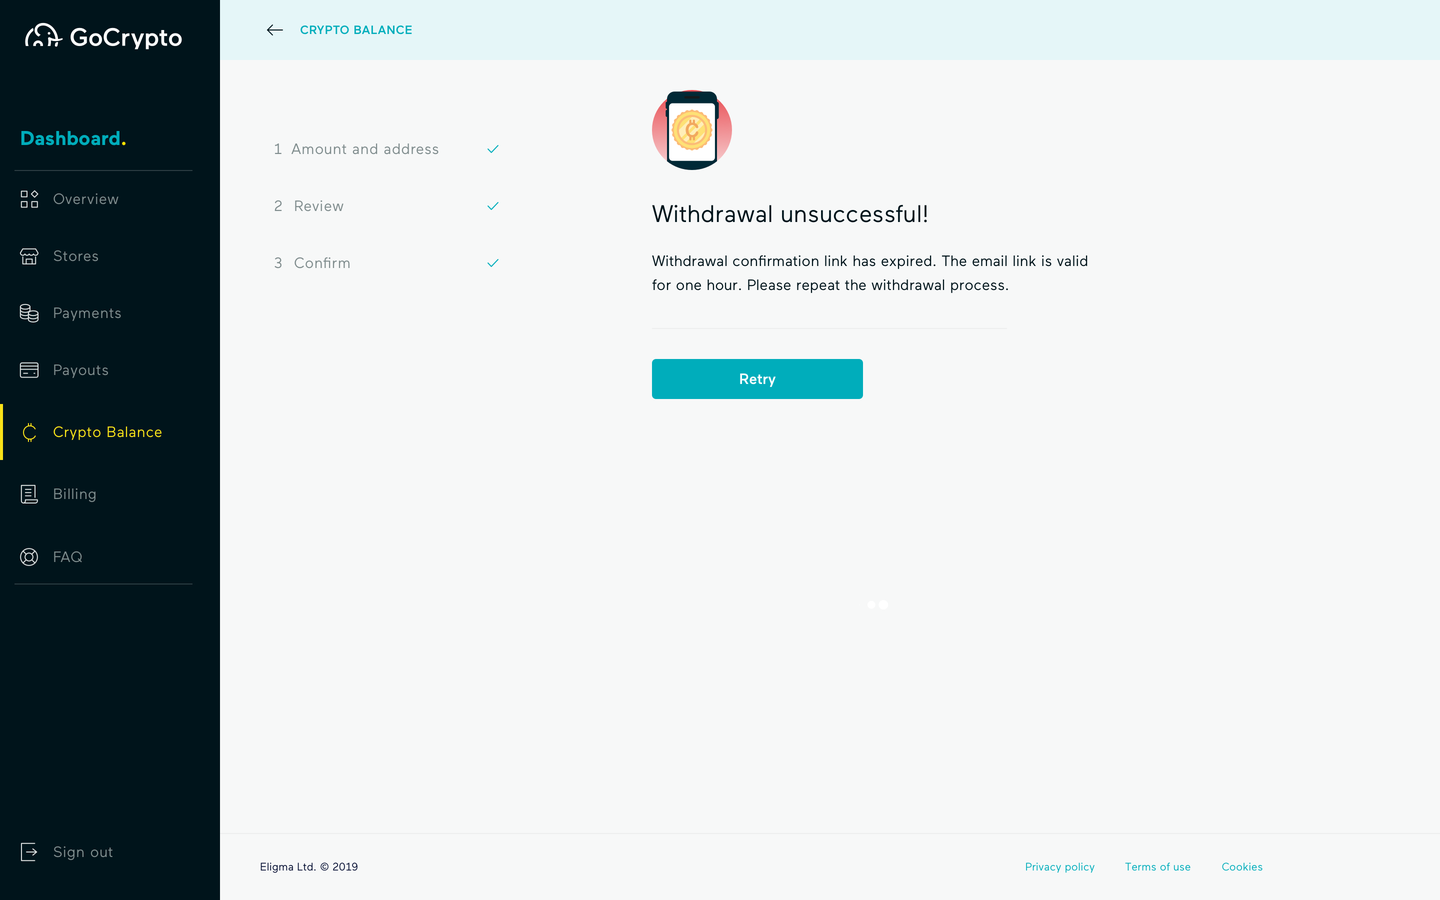 GoCrypto
CRYPTO BALANCE
Dashboard.
Overview
Stores
Payments
Payouts
Crypto Balance
Billing
FAQ
Sign out
1 Amount and address
2 Review
3 Confirm
Withdrawal unsuccessful!
Withdrawal confirmation link has expired. The email link is valid
for one hour. Please repeat the withdrawal process.
Retry
Eligma Ltd. © 2019
Privacy policy
Terms of use
Cookies